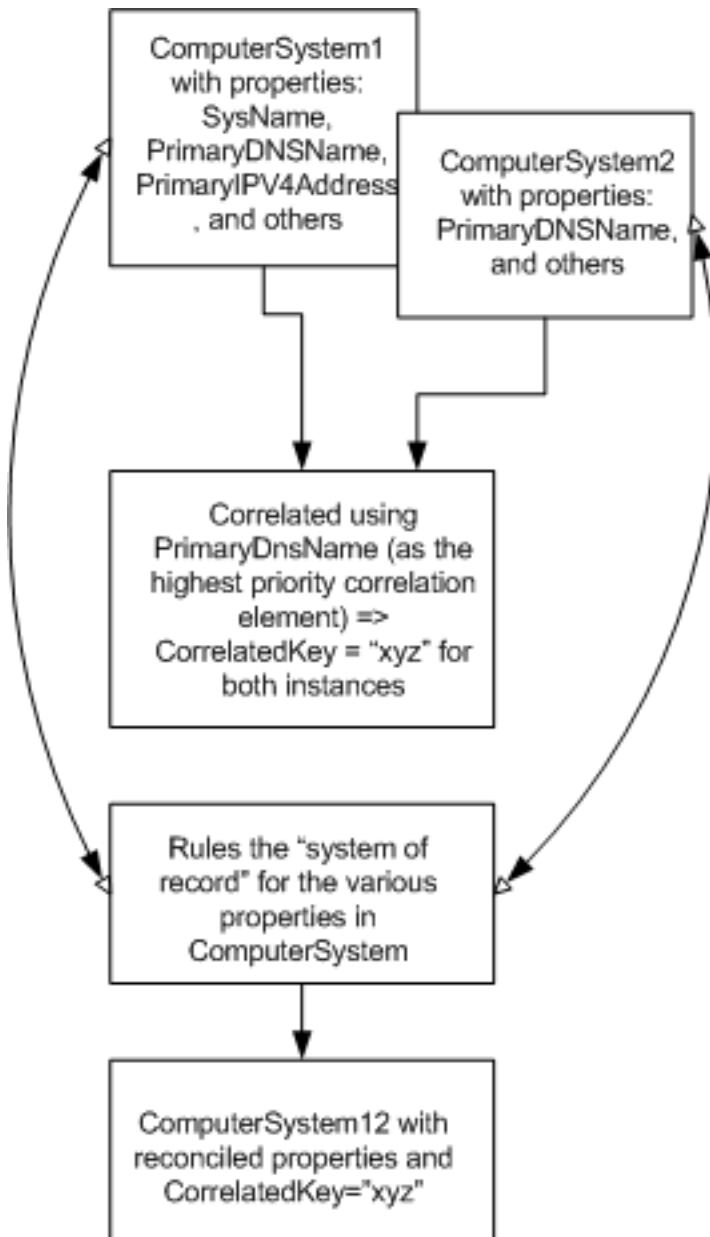 ComputerSystem1
with properties:
SysName,
PrimaryDNSName,
PrimaryIPV4Address
, and others
ComputerSystem2
with properties:
PrimaryDNSName,
and others
Correlated using
PrimaryDnsName (as the
highest priority correlation
element) =>
CorrelatedKey = “xyz” for
both instances
Rules the “system of
record” for the various
properties in
ComputerSystem
ComputerSystem12 with
reconciled properties and
CorrelatedKey=”xyz”